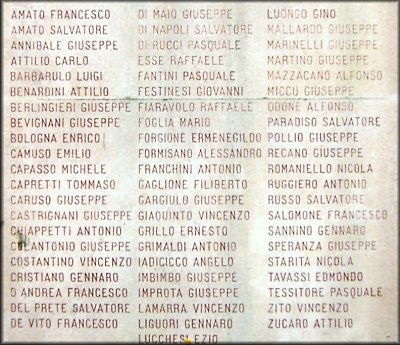 AMATO FRANCESCO
AMATO SALVATORE
ANNIBALE GIUSEPPE
ATTILIO CARLO
BARBARULO LUIGI
BENARDINI ATTILIO
BERLINGIERI GIUSEPPE
BEVIGNANI GIUSEPPE
BOLOGNA ENRICO
CAMUSO EMILIO
CAPASSO MICHELE
CAPRETTI TOMMASO
CARUSO GIUSEPPE
CASTRIGNANI GIUSEPPE
CHIAPPETTI ANTONIO
COLANTONIO GIUSEPPE
COSTANTINO VINCENZO
CRISTIANO GENNARO
D ANDREA FRANCESCO
DEL PRETE SALVATORE
DE VITO FRANCESCO
DI MAIO GIUSEPPE
DI NAPOLI SALVATORE
DI RUCCI PASQUALE
ESSE RAFFAELE
FANTINI PASQUALE
FESTINESI GIOVANNI
FIARAVOLO RAFFAELE
FOGLIA MARIO
FORGIONE ERMENEGILDO
FORMISANO ALESSANDRO
FRANCHINI ANTONIO
GAGLIONE FILIBERTO
GARGIULO GIUSEPPE
GIAQUINTO VINCENZO
GRILLO ERNESTO
GRIMALDI ANTONIO
IADICICCO ANGELO
IMBIMBO GIUSEPPE
IMPROTA GIUSEPPE
LAMARRA VINCENZO
LIGUORI GENNARO
LUCCHESI EZIO
LUONGO GINO
MALLARDO GIUSEPPE
MARINELLI GIUSEPPE
MARTINO GIUSEPPE
MAZZACANO ALFONSO
MICCU GIUSEPPE
ODONE ALFONSO
PARADISO SALVATORE
POLLIO GIUSEPPE
RECANO GIUSEPPE
ROMANIELLO NICOLA
RUGGIERO ANTONIO
RUSSO SALVATORE
SALOMONE FRANCESCO
SANNINO GENNARO
SPERANZA GIUSEPPE
STARITA NICOLA
TAVASSI EDMONDO
TESSITORE PASQUALE
ZITO VINCENZO
ZUCARO ATTILIO